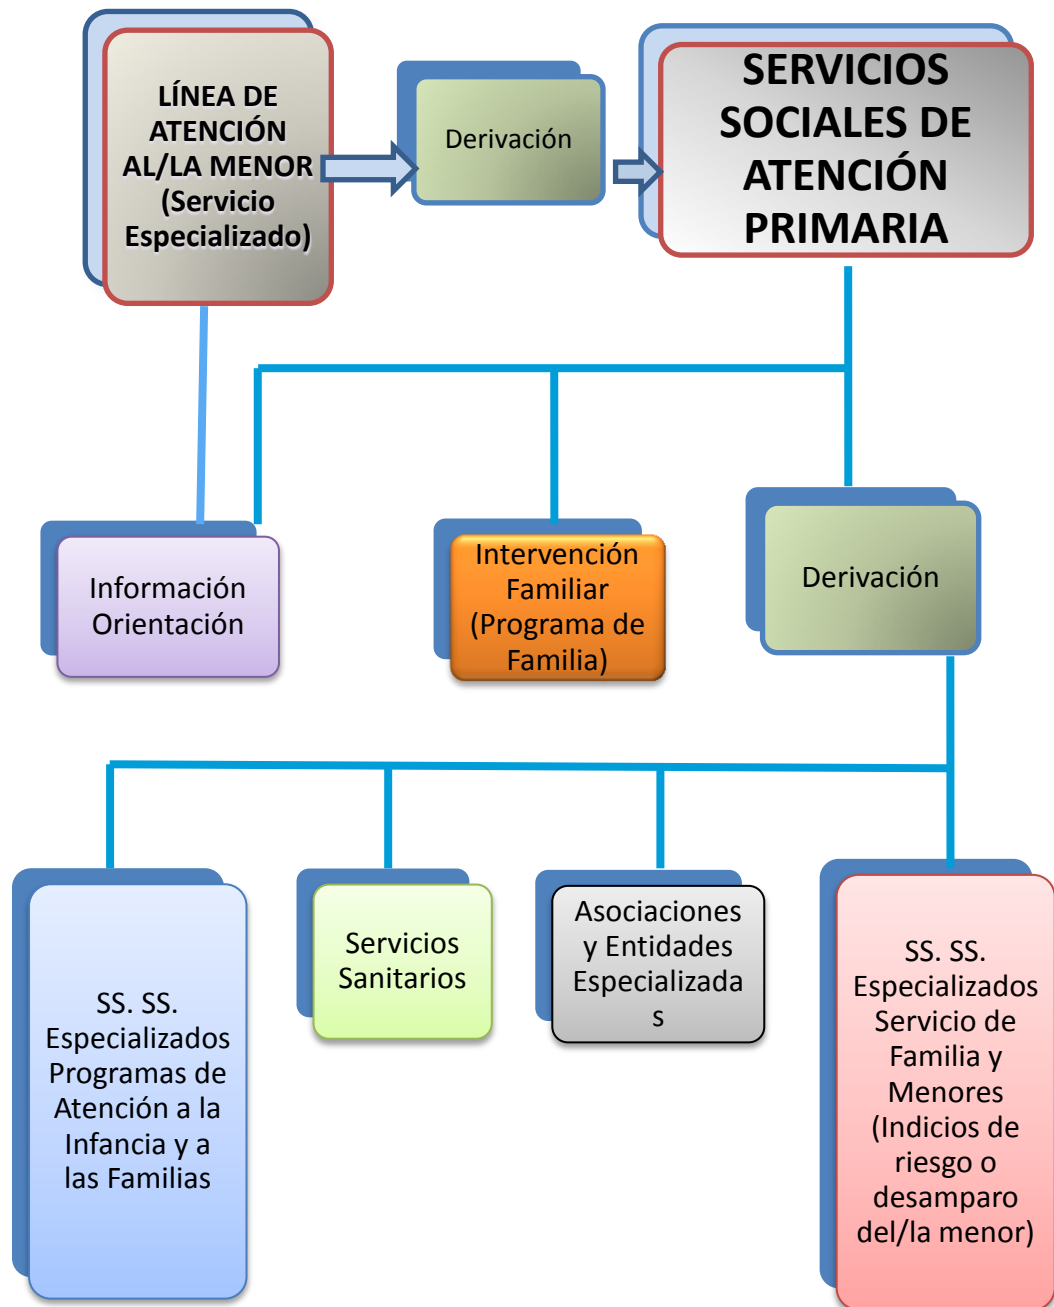 LÍNEA DE
ATENCIÓN
AL/LA MENOR
(Servicio
Especializado)
Derivación
SERVICIOS
SOCIALES DE
ATENCIÓN
PRIMARIA
Información
Orientación
Intervención
Familiar
(Programa de
Familia)
Derivación
SS. SS.
Especializados
Programas de
Atención a la
Infancia y a
las Familias
Servicios
Sanitarios
Asociaciones
y Entidades
Especializada
s
SS. SS.
Especializados
Servicio de
Familia y
Menores
(Indicios de
riesgo o
desamparo
del/la menor)